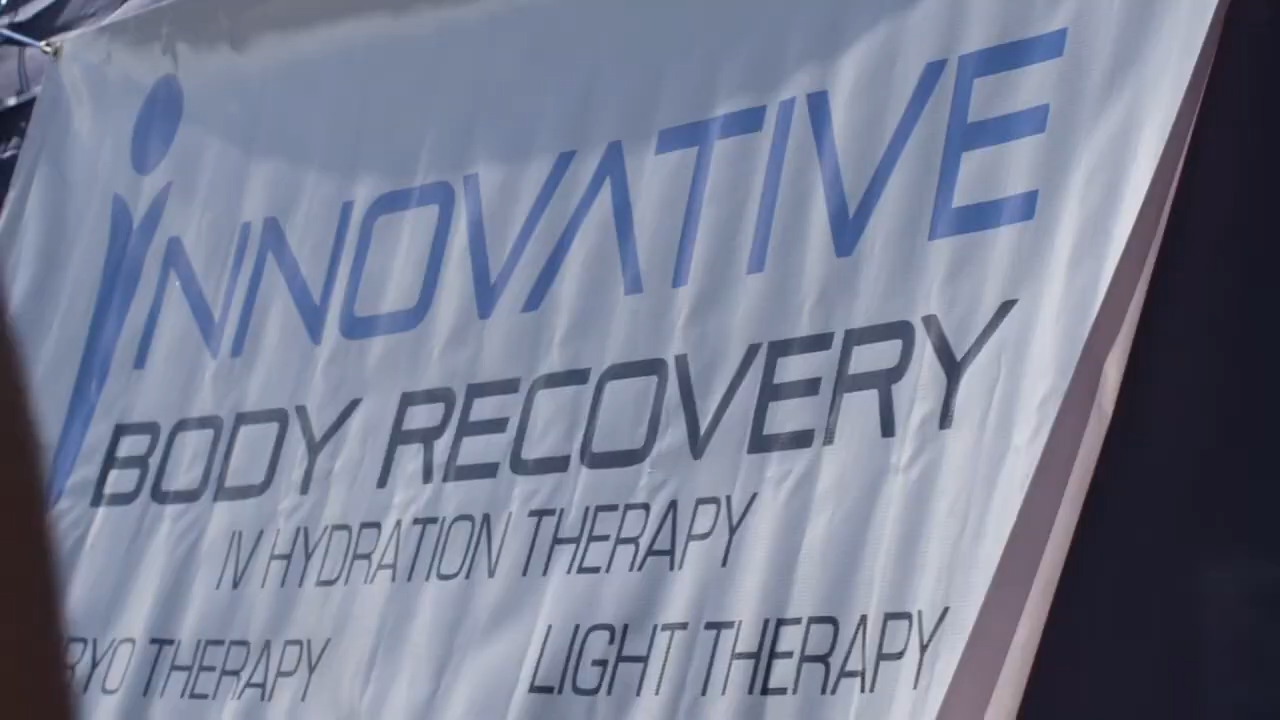 iNNOVATIVE
BODY RECOVERY
IV HYDRATION THERAPY
RYO THERAPY LIGHT THERAPY